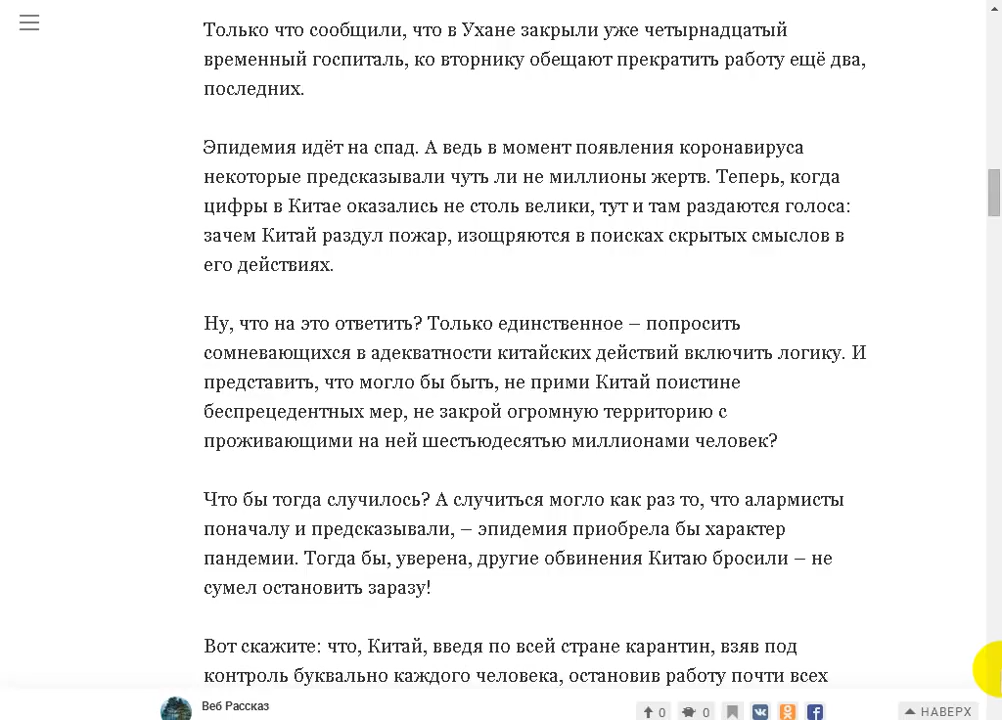 Только что сообщили, что в Ухане закрыли уже четырнадцатый
временный госпиталь, ко вторнику обещают прекратить работу ещё два,
последних.
Эпидемия идёт на спад. А ведь в момент появления коронавируса
некоторые предсказывали чуть ли не миллионы жертв. Теперь, когда
цифры в Китае оказались не столь велики, тут и там раздаются голоса:
зачем Китай раздул пожар, изощряются в поисках скрытых смыслов в
его действиях.
Ну, что на это ответить? Только единственное – попросить
сомневающихся в адекватности китайских действий включить логику. И
представить, что могло бы быть, не прими Китай поистине
беспрецедентных мер, не закрой огромную территорию с
проживающими на ней шестьюдесятью миллионами человек?
Что бы тогда случилось? А случиться могло как раз то, что алармисты
поначалу и предсказывали, – эпидемия приобрела бы характер
пандемии. Тогда бы, уверена, другие обвинения Китаю бросили – не
сумел остановить заразу!
Вот скажите: что, Китай, введя по всей стране карантин, взяв под
контроль буквально каждого человека, остановив работу почти всех
Веб Рассказ
0
0
НАВЕРХ